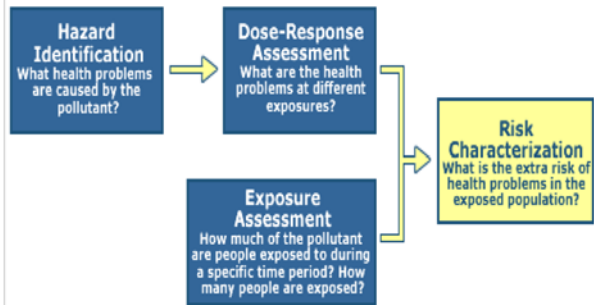 Hazard
Identification
What health problems
are caused by the
pollutant?
Dose-Response
Assessment
What are the health
problems at different
exposures?
Exposure
Assessment
How much of the pollutant
are people exposed to during
a specific time period? How
many people are exposed?
Risk
Characterization
What is the extra risk of
health problems in the
exposed population?